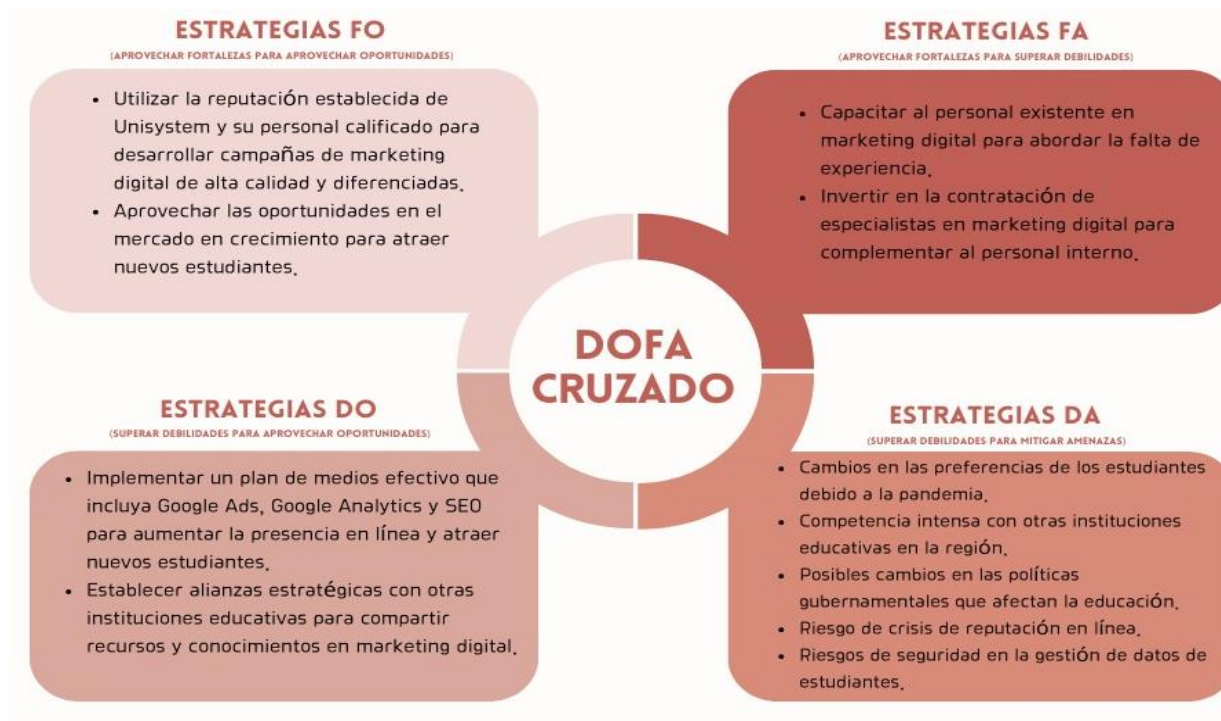 ESTRATEGIAS FO
(APROVECHAR FORTALEZAS PARA APROVECHAR OPORTUNIDADES)
• Utilizar la reputación establecida de
Unisystem y su personal calificado para
desarrollar campañas de marketing
digital de alta calidad y diferenciadas.
• Aprovechar las oportunidades en el
mercado en crecimiento para atraer
nuevos estudiantes.
ESTRATEGIAS FA
(APROVECHAR FORTALEZAS PARA SUPERAR DEBILIDADES)
• Capacitar al personal existente en
marketing digital para abordar la falta de
experiencia.
• Invertir en la contratación de
especialistas en marketing digital para
complementar al personal interno.
DOFA
CRUZADO
ESTRATEGIAS DO
(SUPERAR DEBILIDADES PARA APROVECHAR OPORTUNIDADES)
• Implementar un plan de medios efectivo que
incluya Google Ads, Google Analytics y SEO
para aumentar la presencia en línea y atraer
nuevos estudiantes.
• Establecer alianzas estratégicas con otras
instituciones educativas para compartir
recursos y conocimientos en marketing digital.
ESTRATEGIAS DA
(SUPERAR DEBILIDADES PARA MITIGAR AMENAZAS)
• Cambios en las preferencias de los estudiantes
debido a la pandemia.
• Competencia intensa con otras instituciones
educativas en la región.
• Posibles cambios en las políticas
gubernamentales que afectan la educación.
• Riesgo de crisis de reputación en línea.
• Riesgos de seguridad en la gestión de datos de
estudiantes.